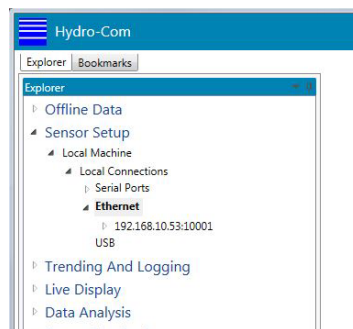 Hydro-Com
Explorer Bookmarks
Explorer
Offline Data
Sensor Setup
Local Machine
Local Connections
Serial Ports
Ethernet
192.168.10.53:10001
USB
Trending And Logging
Live Display
Data Analysis